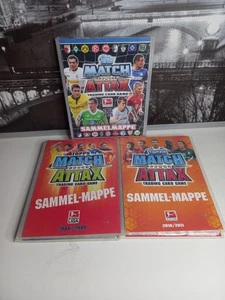 Topps
MATCH
ATTAX
TRADING CARD GAME
SAMMELMAPPE
MATCH
ATTAX
TRADING CARD GAME
SAMMEL-MAPPE
MATCH
ATTAX
TRADING CARD GAME
SAMMEL-MAPPE
2010/2011